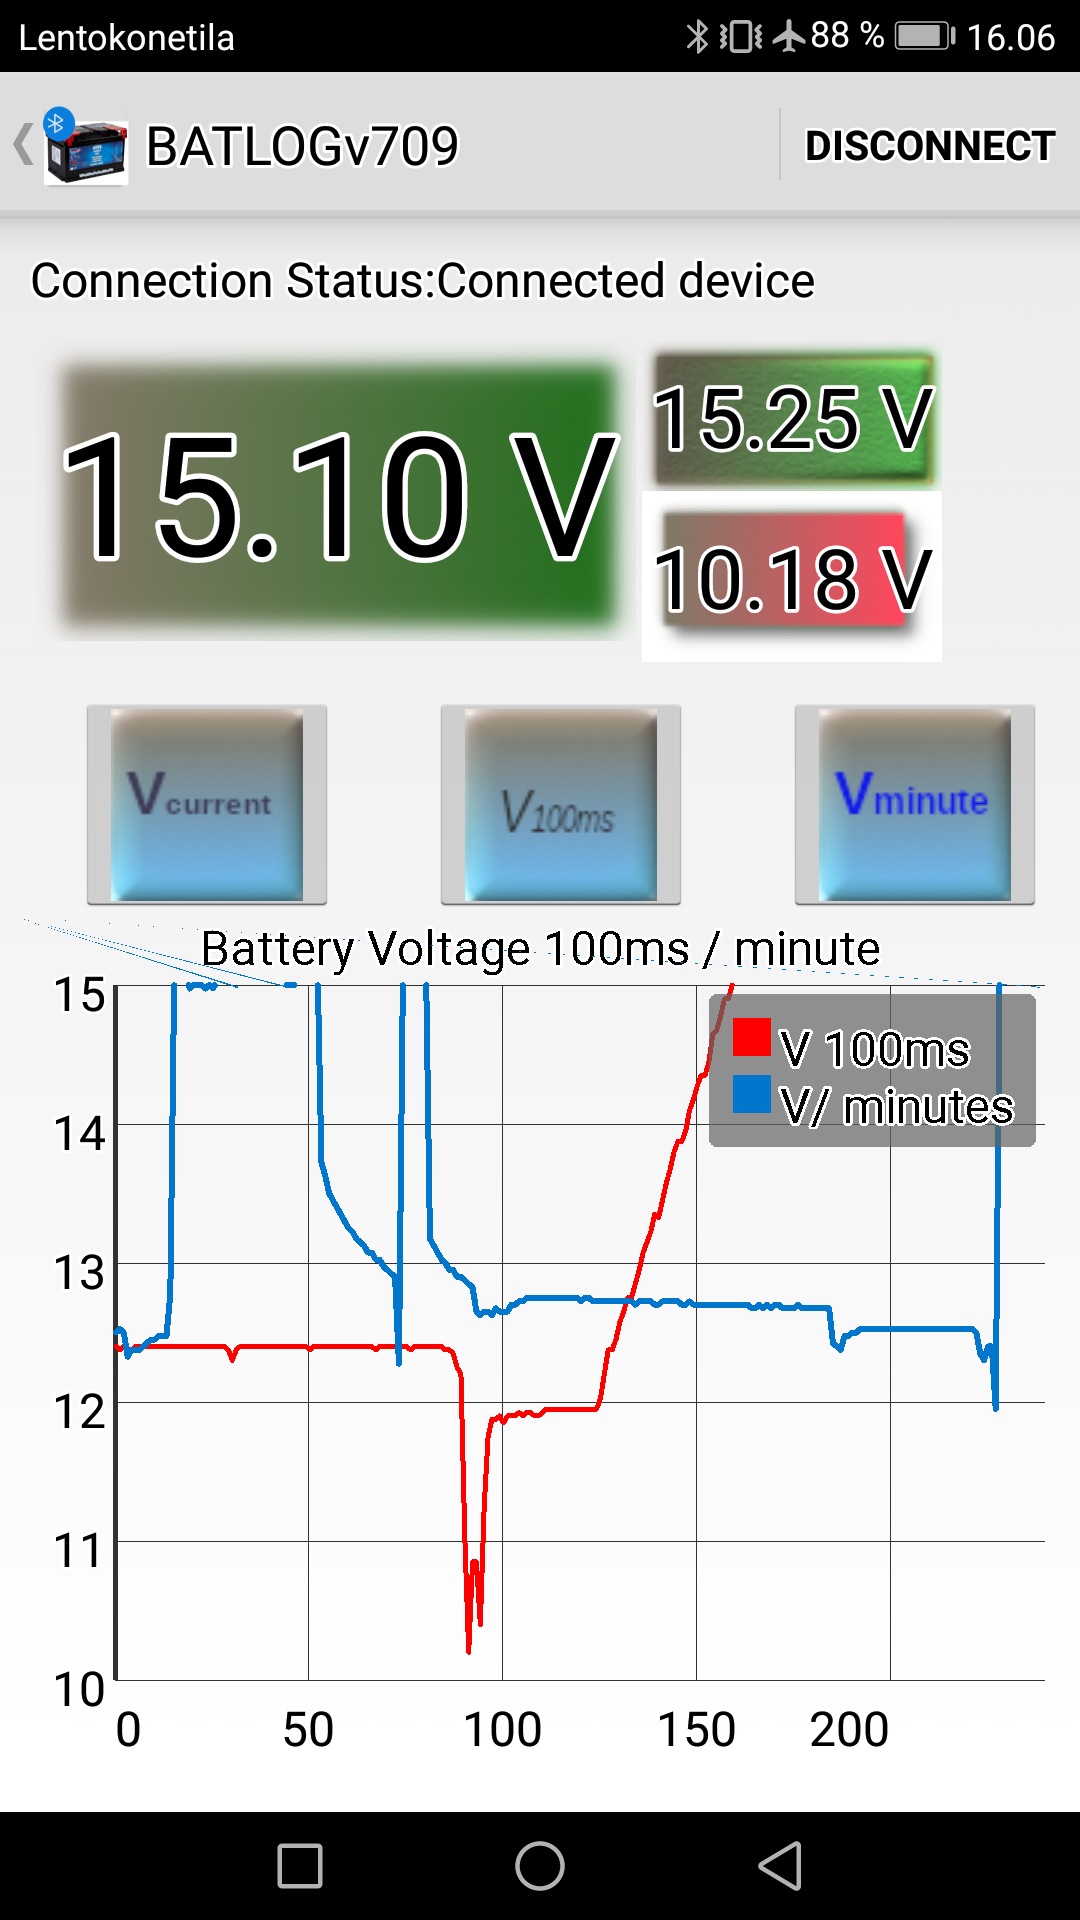 Lentokonetila 88 % 16.06
BATLOGv709 DISCONNECT
Connection Status:Connected device
15.10 V
15.25 V
10.18 V
Vcurrent V100ms Vminute
Battery Voltage 100ms / minute
15
V 100ms
V/ minutes
14
13
12
11
10
0 50 100 150 200